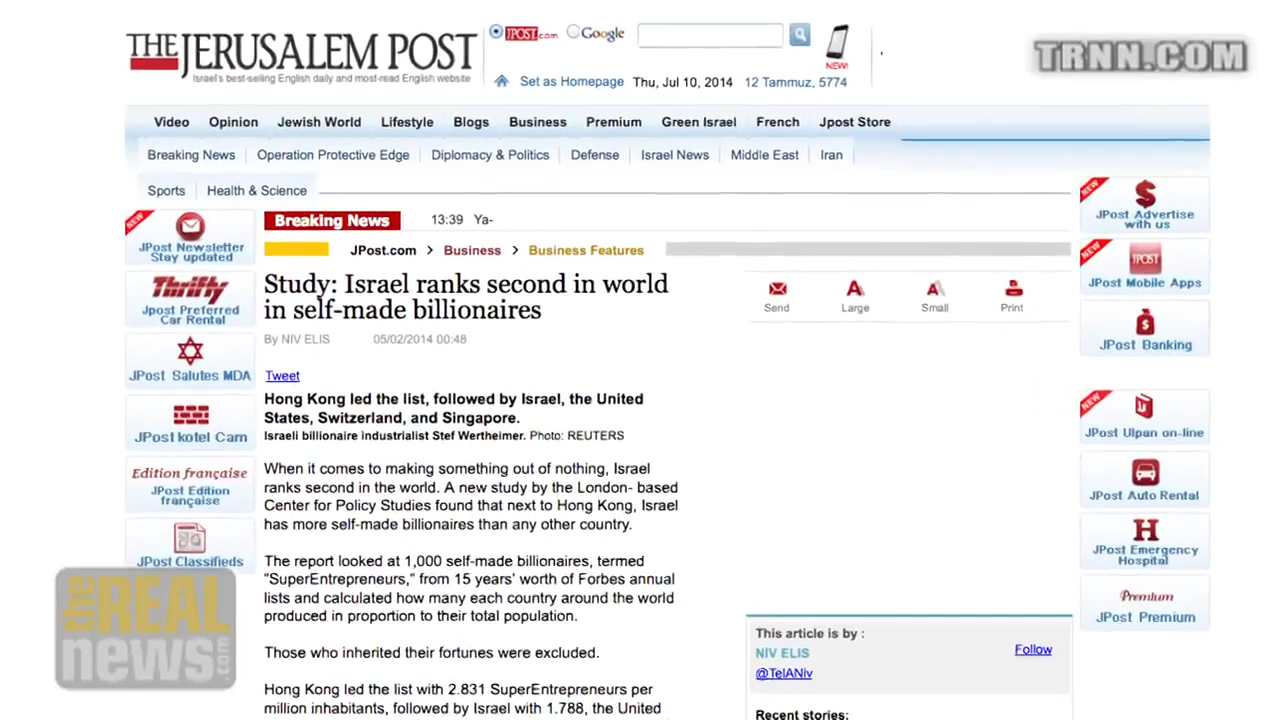 THE JERUSALEM POST
Israel's best-selling English daily and most-read English website
JPOST.com Google
NEW!
Set as Homepage Thu, Jul 10, 2014 12 Tammuz, 5774
TRNN.COM
Video Opinion Jewish World Lifestyle Blogs Business Premium Green Israel French Jpost Store
Breaking News Operation Protective Edge Diplomacy & Politics Defense Israel News Middle East Iran
Sports Health & Science
NEW
JPost Newsletter
Stay updated
Thrifty
Jpost Preferred
Car Rental
JPost Salutes MDA
JPost kotel Cam
Edition française
JPost Edition
française
JPost Classifieds
the
REAL
news.com
Breaking News 13:39 Ya-
JPost.com > Business > Business Features
Study: Israel ranks second in world
in self-made billionaires
By NIV ELIS 05/02/2014 00:48
Tweet
Hong Kong led the list, followed by Israel, the United
States, Switzerland, and Singapore.
Israeli billionaire industrialist Stef Wertheimer. Photo: REUTERS
When it comes to making something out of nothing, Israel
ranks second in the world. A new study by the London- based
Center for Policy Studies found that next to Hong Kong, Israel
has more self-made billionaires than any other country.
The report looked at 1,000 self-made billionaires, termed
"SuperEntrepreneurs," from 15 years' worth of Forbes annual
lists and calculated how many each country around the world
produced in proportion to their total population.
Those who inherited their fortunes were excluded.
Hong Kong led the list with 2.831 SuperEntrepreneurs per
million inhabitants, followed by Israel with 1.788, the United
Send Large Small Print
This article is by :
NIV ELIS
Follow
@TelANiv
Recent stories:
NEW
JPost Advertise
with us
NEW
JPOST
JPost Mobile Apps
JPost Banking
NEW
JPost Ulpan on-line
JPost Auto Rental
H
JPost Emergency
Hospital
Premium
JPost Premium